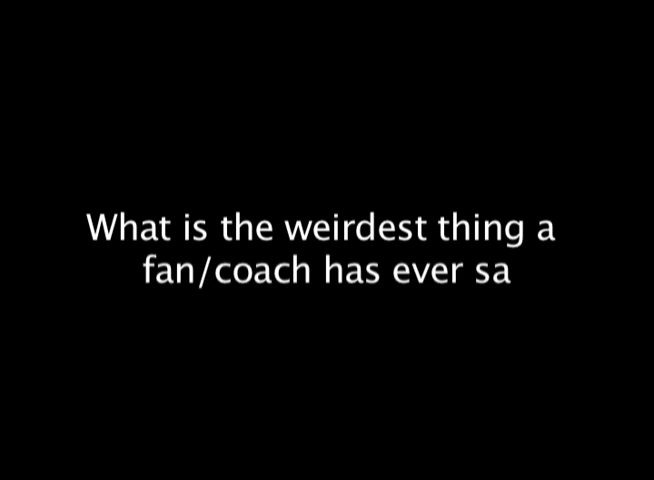 What is the weirdest thing a
fan/coach has ever sa